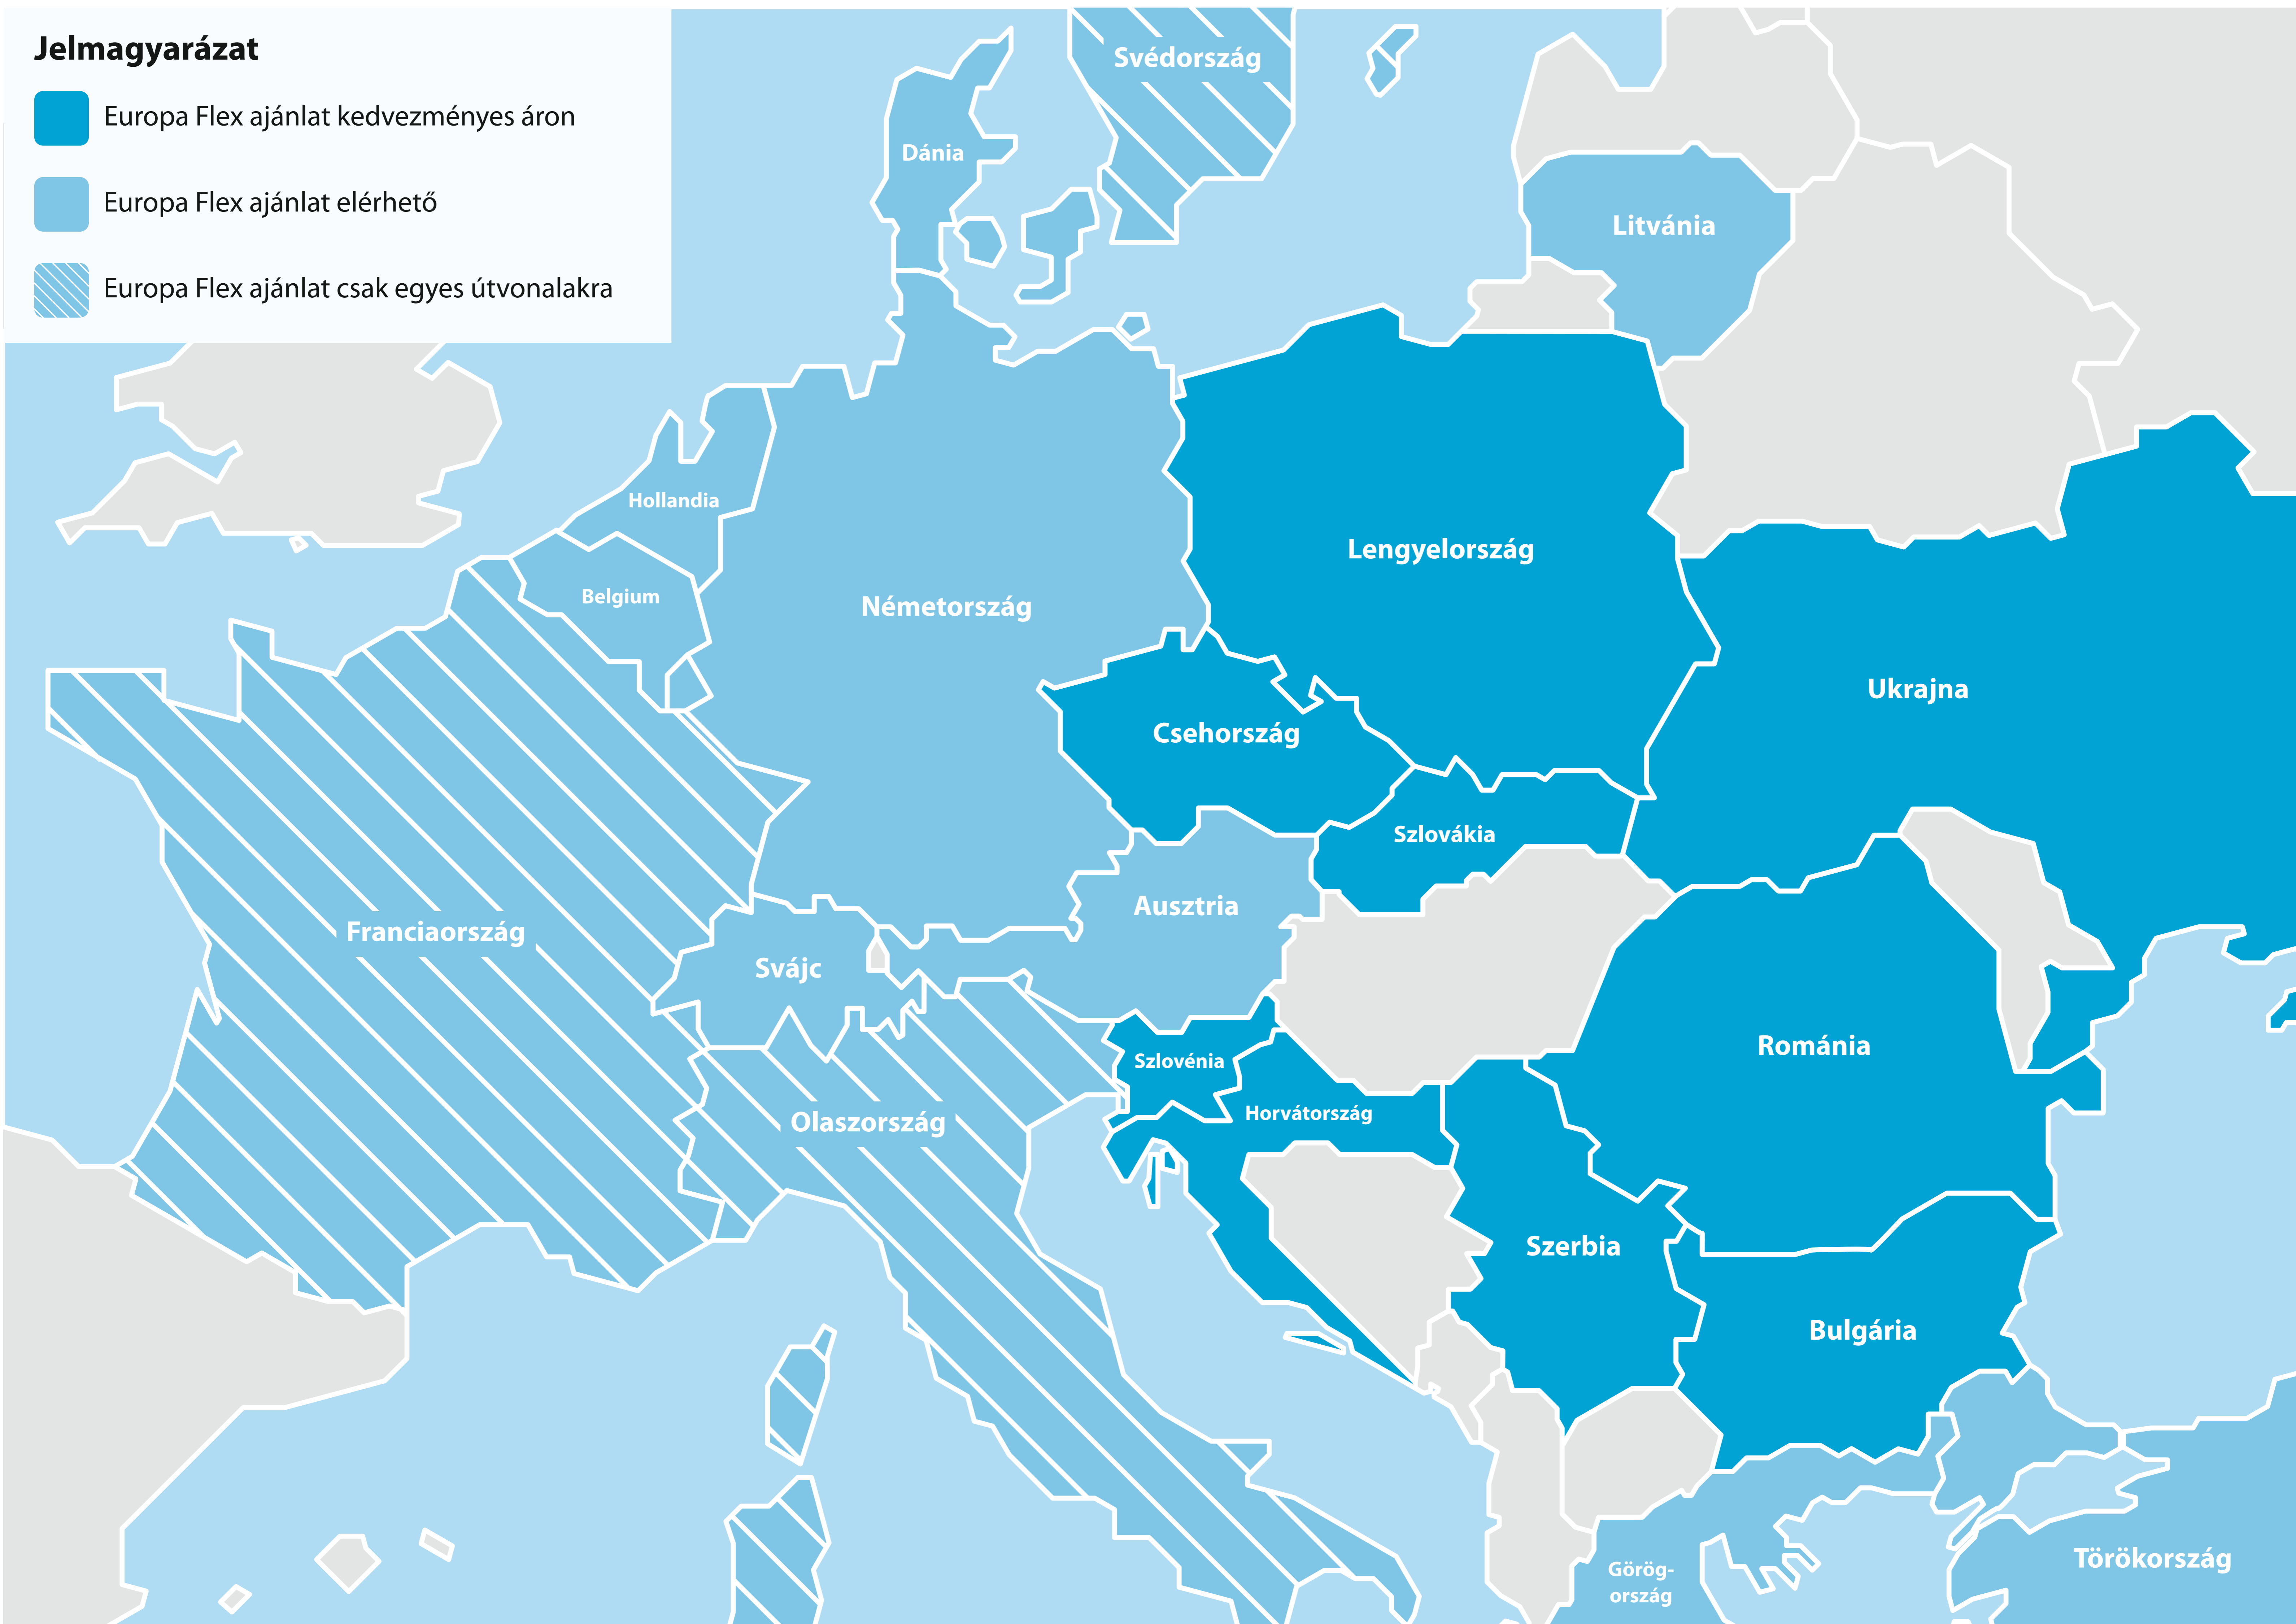 Jelmagyarázat
Europa Flex ajánlat kedvezményes áron
Europa Flex ajánlat elérhető
Europa Flex ajánlat csak egyes útvonalakra
Svédország
Dánia
Litvánia
Hollandia
Lengyelország
Belgium
Németország
Ukrajna
Csehország
Szlovákia
Ausztria
Franciaország
Svájc
Románia
Szlovénia
Horvátország
Olaszország
Szerbia
Bulgária
Törökország
Görög-
ország